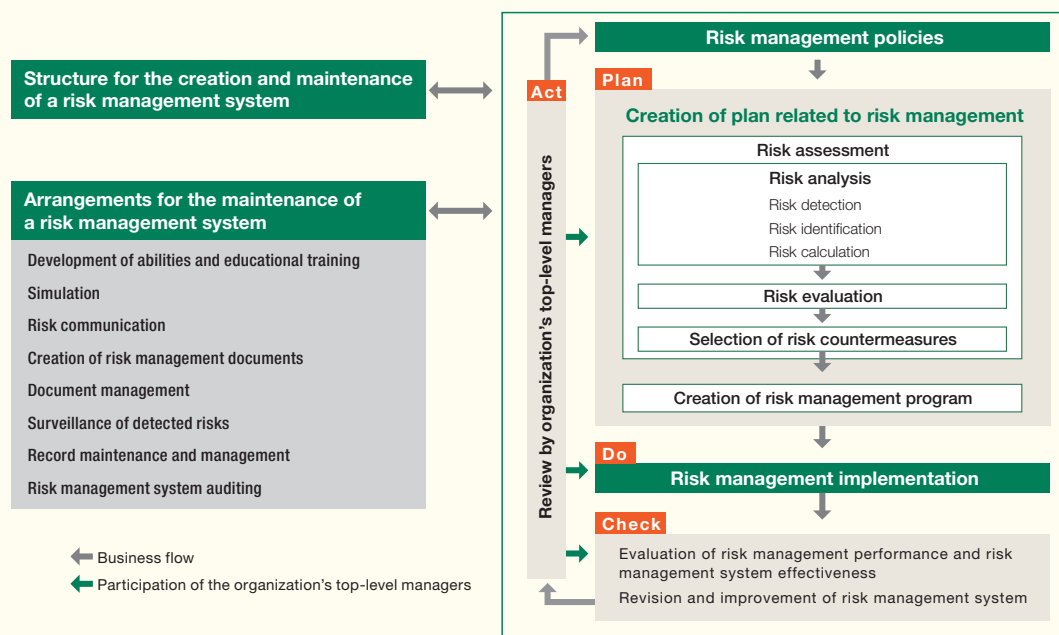 Structure for the creation and maintenance
of a risk management system
Arrangements for the maintenance of
a risk management system
Development of abilities and educational training
Simulation
Risk communication
Creation of risk management documents
Document management
Surveillance of detected risks
Record maintenance and management
Risk management system auditing
Business flow
Participation of the organization's top-level managers
Act
Review by organization's top-level managers
Risk management policies
Plan
Creation of plan related to risk management
Risk assessment
Risk analysis
Risk detection
Risk identification
Risk calculation
Risk evaluation
Selection of risk countermeasures
Creation of risk management program
Do
Risk management implementation
Check
Evaluation of risk management performance and risk
management system effectiveness
Revision and improvement of risk management system